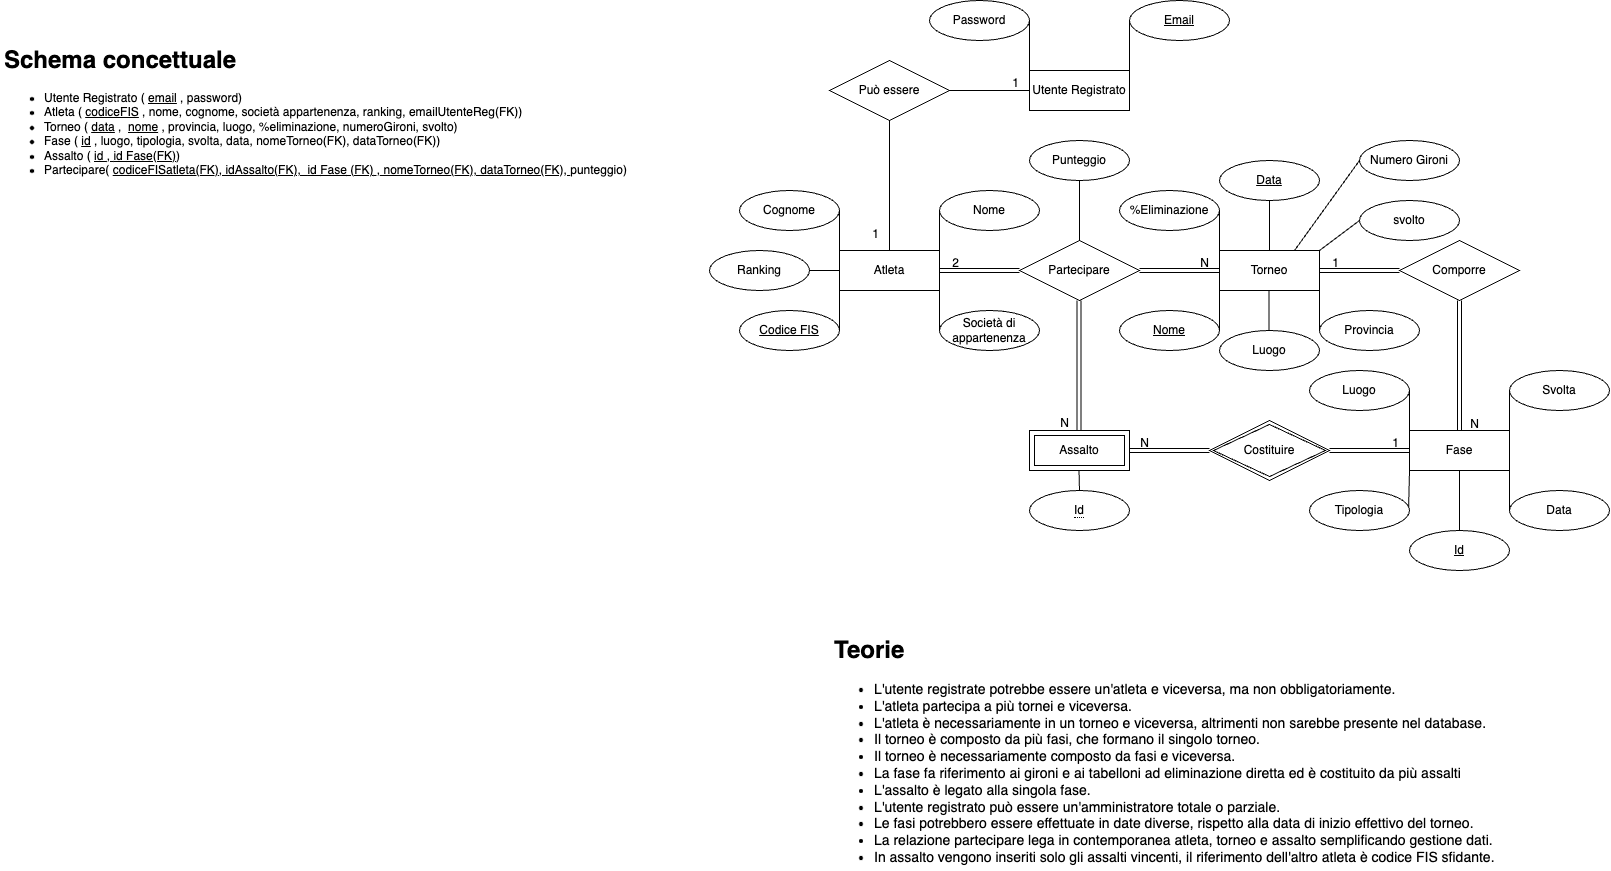 Schema concettuale
Utente Registrato ( email , password)
Atleta ( codiceFIS , nome, cognome, società appartenenza, ranking, emailUtenteReg(FK))
Torneo ( data , nome , provincia, luogo, %eliminazione, numeroGironi, svolto)
Fase ( id , luogo, tipologia, svolta, data, nomeTorneo(FK), dataTorneo(FK))
Assalto ( id , id Fase(FK))
Partecipare( codiceFISatleta(FK), idAssalto(FK), id Fase (FK) , nomeTorneo(FK), dataTorneo(FK), punteggio)
Password
Email
Può essere
1
Utente Registrato
Punteggio
Numero Gironi
Data
Cognome
Nome
%Eliminazione
svolto
1
Ranking
Atleta
2
Partecipare
N
Torneo
1
Comporre
Codice FIS
Società di
appartenenza
Nome
Luogo
Provincia
Luogo
Svolta
N
N
Assalto
N
Costituire
1
Fase
Id
Tipologia
Data
Id
Teorie
L'utente registrate potrebbe essere un'atleta e viceversa, ma non obbligatoriamente.
L'atleta partecipa a più tornei e viceversa.
L'atleta è necessariamente in un torneo e viceversa, altrimenti non sarebbe presente nel database.
Il torneo è composto da più fasi, che formano il singolo torneo.
Il torneo è necessariamente composto da fasi e viceversa.
La fase fa riferimento ai gironi e ai tabelloni ad eliminazione diretta ed è costituito da più assalti
L'assalto è legato alla singola fase.
L'utente registrato può essere un'amministratore totale o parziale.
Le fasi potrebbero essere effettuate in date diverse, rispetto alla data di inizio effettivo del torneo.
La relazione partecipare lega in contemporanea atleta, torneo e assalto semplificando gestione dati.
In assalto vengono inseriti solo gli assalti vincenti, il riferimento dell'altro atleta è codice FIS sfidante.